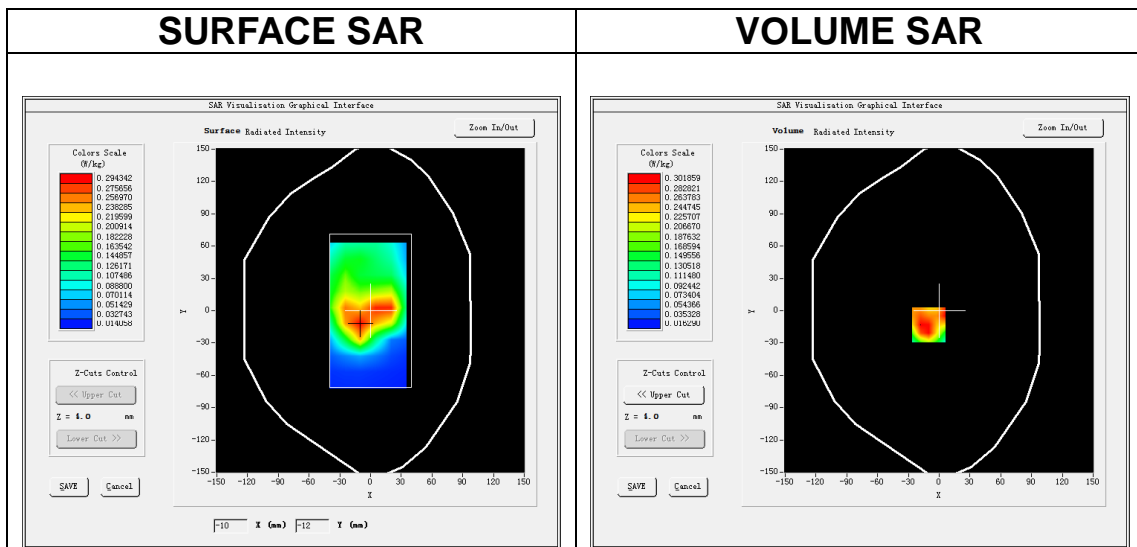 SURFACE SAR
VOLUME SAR
SAR Visualisation Graphical Interface
Surface Radiated Intensity
Zoom In/Out
Colors Scale
(W/kg)
0.294342
0.275656
0.256970
0.238285
0.219599
0.200914
0.182228
0.163542
0.144857
0.126171
0.107486
0.088800
0.070114
0.051429
0.032743
0.014058
Z-Cuts Control
<< Upper Cut
Z = 4.0 mm
Lower Cut >>
SAVE
Cancel
Y
150
120
90
60
30
0
-30
-60
-90
-120
-150
-150 -120 -90 -60 -30 0 30 60 90 120 150
X
-10 X (mm) -12 Y (mm)
SAR Visualisation Graphical Interface
Volume Radiated Intensity
Zoom In/Out
Colors Scale
(W/kg)
0.301859
0.282821
0.263783
0.244745
0.225707
0.206670
0.187632
0.168594
0.149556
0.130518
0.111480
0.092442
0.073404
0.054366
0.035328
0.016290
Z-Cuts Control
<< Upper Cut
Z = 4.0 mm
Lower Cut >>
SAVE
Cancel
Y
150
120
90
60
30
0
-30
-60
-90
-120
-150
-150 -120 -90 -60 -30 0 30 60 90 120 150
X